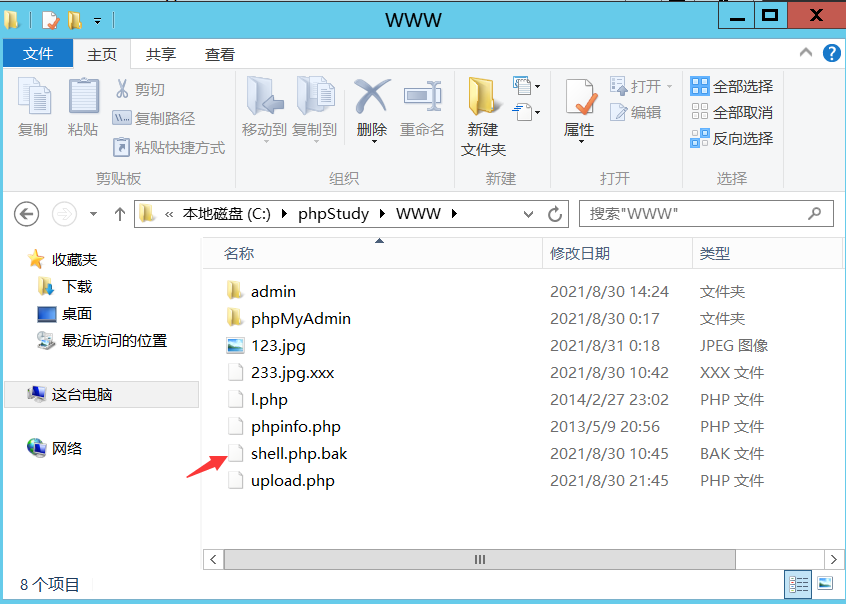 WWW
文件 主页 共享 查看
复制 粘贴 剪切 复制路径 粘贴快捷方式
移动到 复制到 删除 重命名
新建文件夹
属性 打开 编辑
全部选择 全部取消 反向选择
剪贴板 组织 新建 打开 选择
« 本地磁盘 (C:) phpStudy WWW 搜索"WWW"
收藏夹
下载
桌面
最近访问的位置
这台电脑
网络
名称 修改日期 类型
admin 2021/8/30 14:24 文件夹
phpMyAdmin 2021/8/30 0:17 文件夹
123.jpg 2021/8/31 0:18 JPEG 图像
233.jpg.xxx 2021/8/30 10:42 XXX 文件
l.php 2014/2/27 23:02 PHP 文件
phpinfo.php 2013/5/9 20:56 PHP 文件
shell.php.bak 2021/8/30 10:45 BAK 文件
upload.php 2021/8/30 21:45 PHP 文件
8 个项目